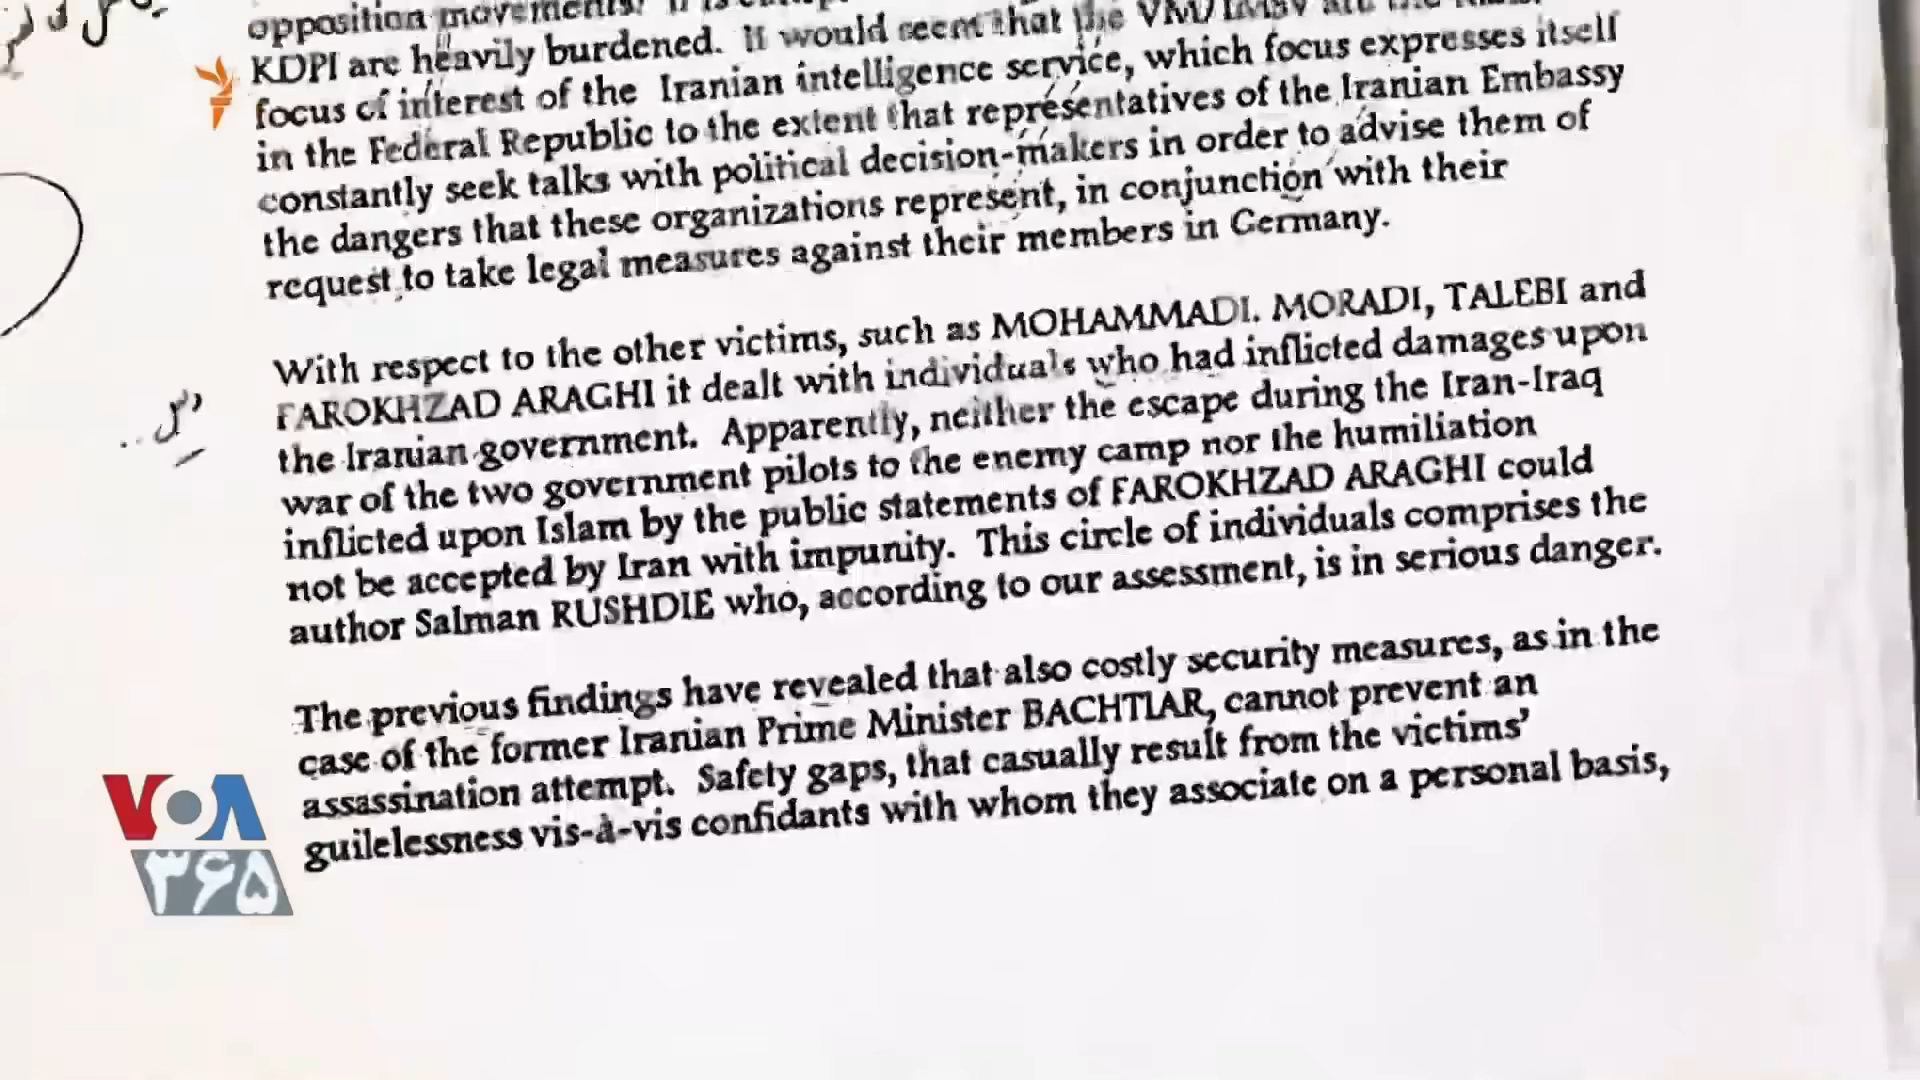 opposition movements.
KDPI are heavily burdened. It would seem that the
focus of interest of the Iranian intelligence service, which focus expresses itself
in the Federal Republic to the extent that representatives of the Iranian Embassy
constantly seek talks with political decision-makers in order to advise them of
the dangers that these organizations represent, in conjunction with their
request to take legal measures against their members in Germany.
With respect to the other victims, such as MOHAMMADI. MORADI, TALEBI and
FAROKHZAD ARAGHI it dealt with individuals who had inflicted damages upon
the Iranian government. Apparently, neither the escape during the Iran-Iraq
war of the two government pilots to the enemy camp nor the humiliation
inflicted upon Islam by the public statements of FAROKHZAD ARAGHI could
not be accepted by Iran with impunity. This circle of individuals comprises the
author Salman RUSHDIE who, according to our assessment, is in serious danger.
The previous findings have revealed that also costly security measures, as in the
case of the former Iranian Prime Minister BACHTIAR, cannot prevent an
assassination attempt. Safety gaps, that casually result from the victims'
guilelessness vis-à-vis confidants with whom they associate on a personal basis,
VOA
۳۶۵